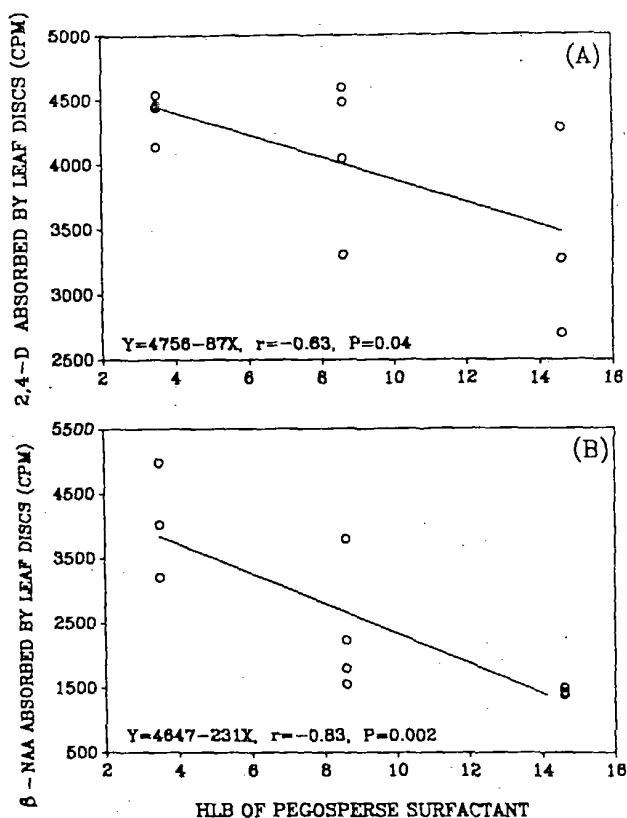 2,4-D ABSORBED BY LEAF DISCS (CPM)
(A)
5000
4500
4000
3500
3000
2500
Y=4756-87X, r=-0.63, P=0.04
2 4 6 8 10 12 14 16
β - NAA ABSORBED BY LEAF DISCS (CPM)
(B)
5500
4500
3500
2500
1500
500
Y=4647-231X, r=-0.83, P=0.002
2 4 6 8 10 12 14 16
HLB OF PEGOSPERSE SURFACTANT